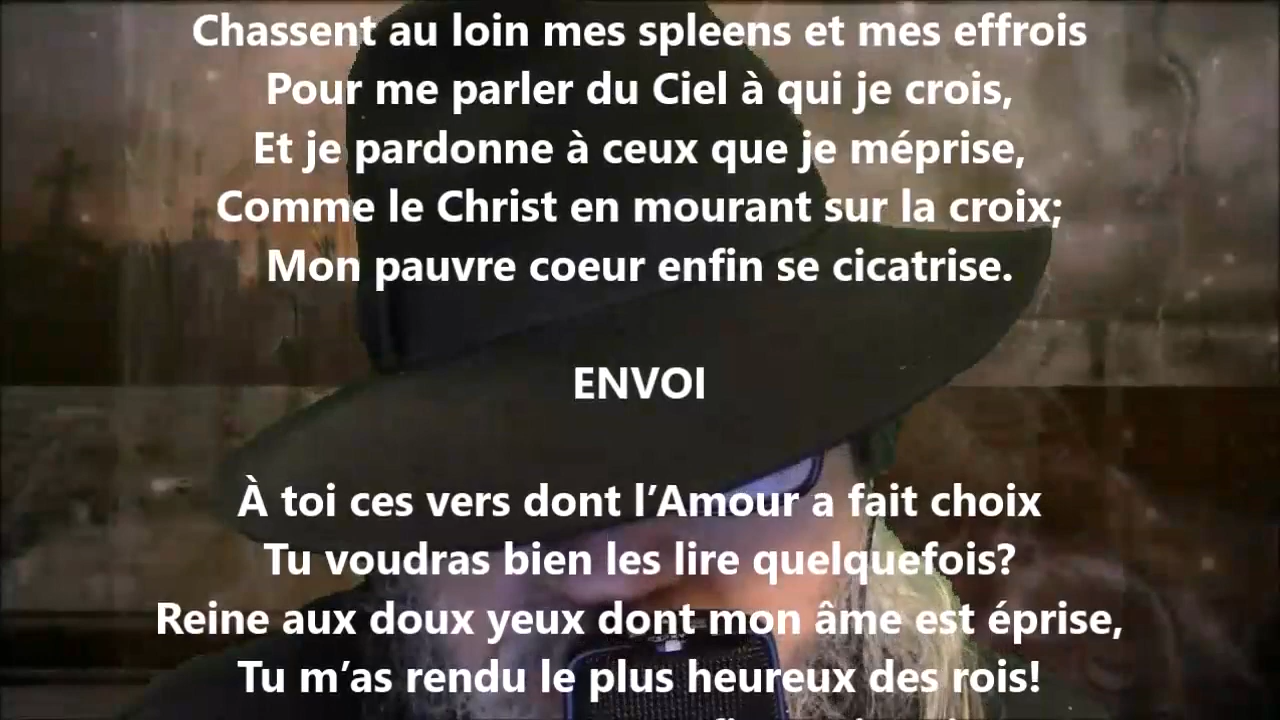 Chassent au loin mes spleens et mes effrois
Pour me parler du Ciel à qui je crois,
Et je pardonne à ceux que je méprise,
Comme le Christ en mourant sur la croix;
Mon pauvre coeur enfin se cicatrise.
ENVOI
À toi ces vers dont l’Amour a fait choix
Tu voudras bien les lire quelquefois?
Reine aux doux yeux dont mon âme est éprise,
Tu m’as rendu le plus heureux des rois!